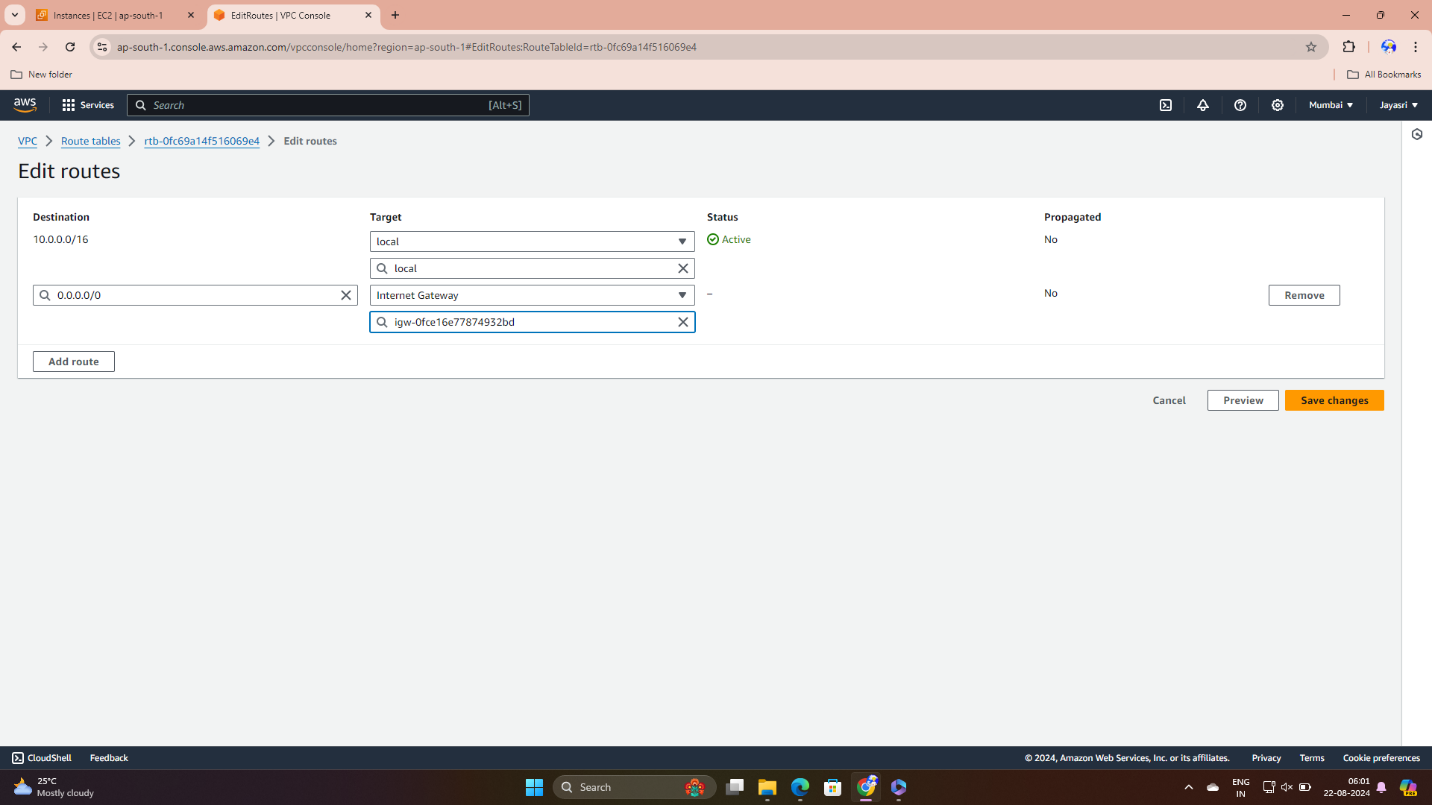 Instances | EC2 | ap-south-1
EditRoutes | VPC Console
ap-south-1.console.aws.amazon.com/vpcconsole/home?region=ap-south-1#EditRoutes:RouteTableId=rtb-0fc69a14f516069e4
New folder
All Bookmarks
aws
Services
Search
[Alt+S]
Mumbai
Jayasri
VPC
Route tables
rtb-0fc69a14f516069e4
Edit routes
Edit routes
Destination
Target
Status
Propagated
10.0.0.0/16
local
Active
No
local
0.0.0.0/0
Internet Gateway
–
No
Remove
igw-0fce16e77874932bd
Add route
Cancel
Preview
Save changes
CloudShell
Feedback
© 2024, Amazon Web Services, Inc. or its affiliates.
Privacy
Terms
Cookie preferences
25°C
Mostly cloudy
Search
ENG
IN
06:01
22-08-2024